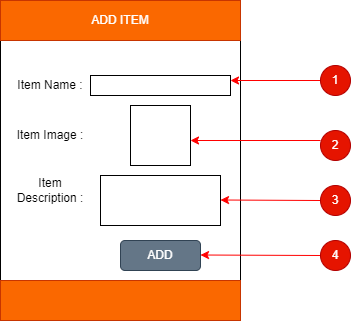 ADD ITEM
Item Name :
1
Item Image :
2
Item
Description :
3
ADD
4